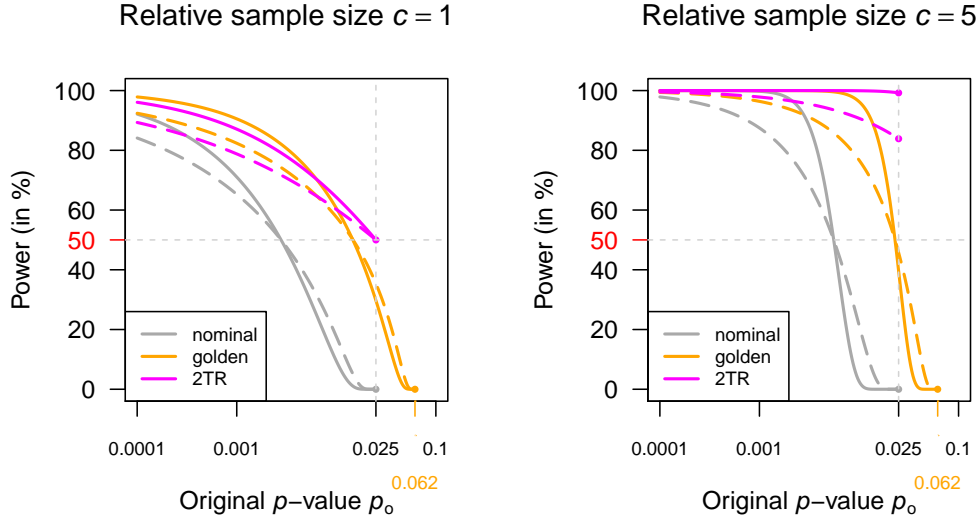 Relative sample size c = 1
Power (in %)
100
80
60
50
40
20
0
nominal
golden
2TR
0.0001
0.001
0.025
0.1
0.062
Original p−value po
Relative sample size c = 5
Power (in %)
100
80
60
50
40
20
0
nominal
golden
2TR
0.0001
0.001
0.025
0.1
0.062
Original p−value po